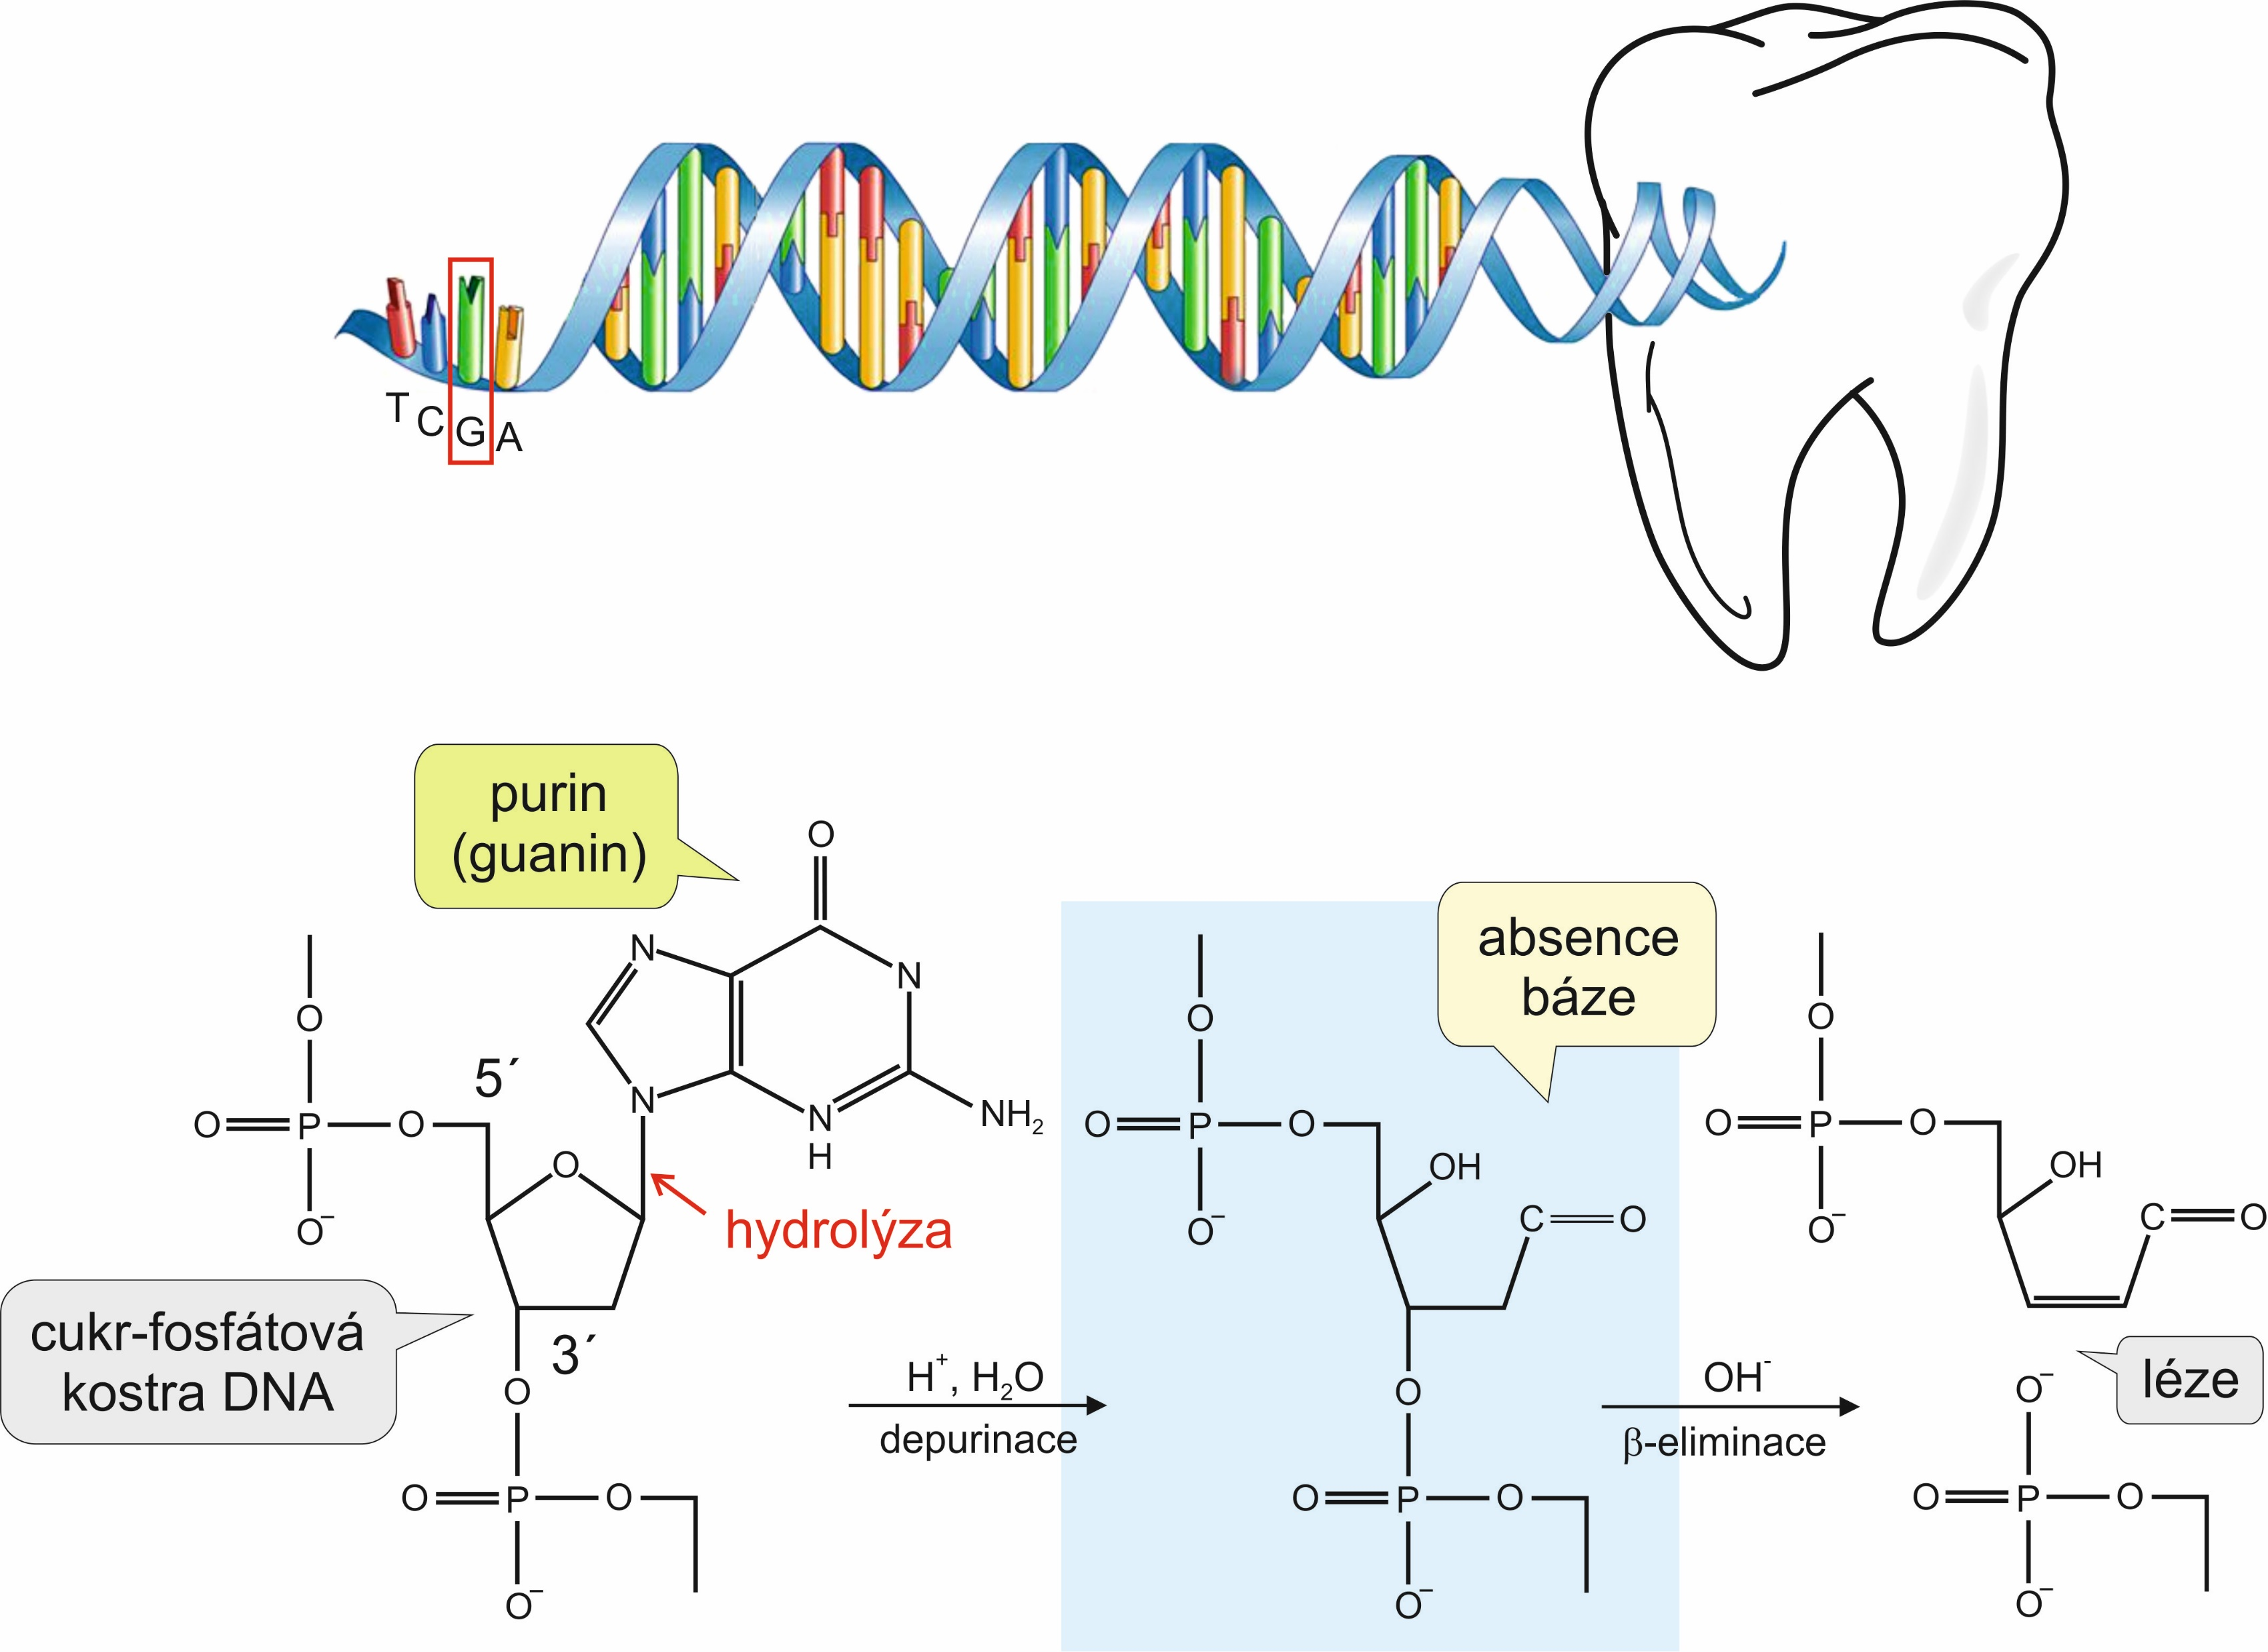 T C G A
purin
(guanin)
O
N
N
N
N
H
NH₂
5´
O
O
P
O
O⁻
O
hydrolýza
cukr-fosfátová
kostra DNA
3´
O
O
P
O
O⁻
H⁺, H₂O
depurinace
absence
báze
O
O
P
O
O⁻
OH
C
O
O
O
P
O
O⁻
OH⁻
β-eliminace
O
O
P
O
O⁻
OH
C
O
léze
O⁻
O
P
O
O⁻